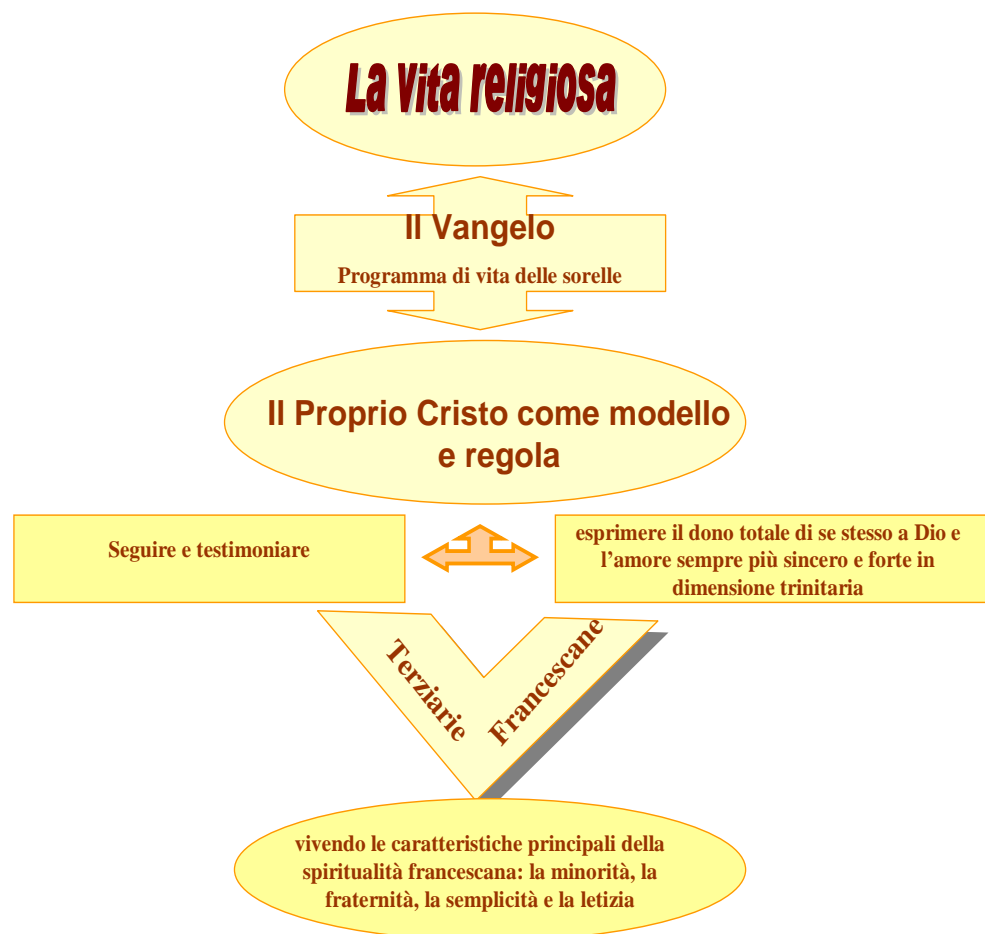 La Vita religiosa
Il Vangelo
Programma di vita delle sorelle
Il Proprio Cristo come modello
e regola
Seguire e testimoniare
esprimere il dono totale di se stesso a Dio e
l'amore sempre più sincero e forte in
dimensione trinitaria
Terziarie
Francescane
vivendo le caratteristiche principali della
spiritualità francescana: la minorità, la
fraternità, la semplicità e la letizia